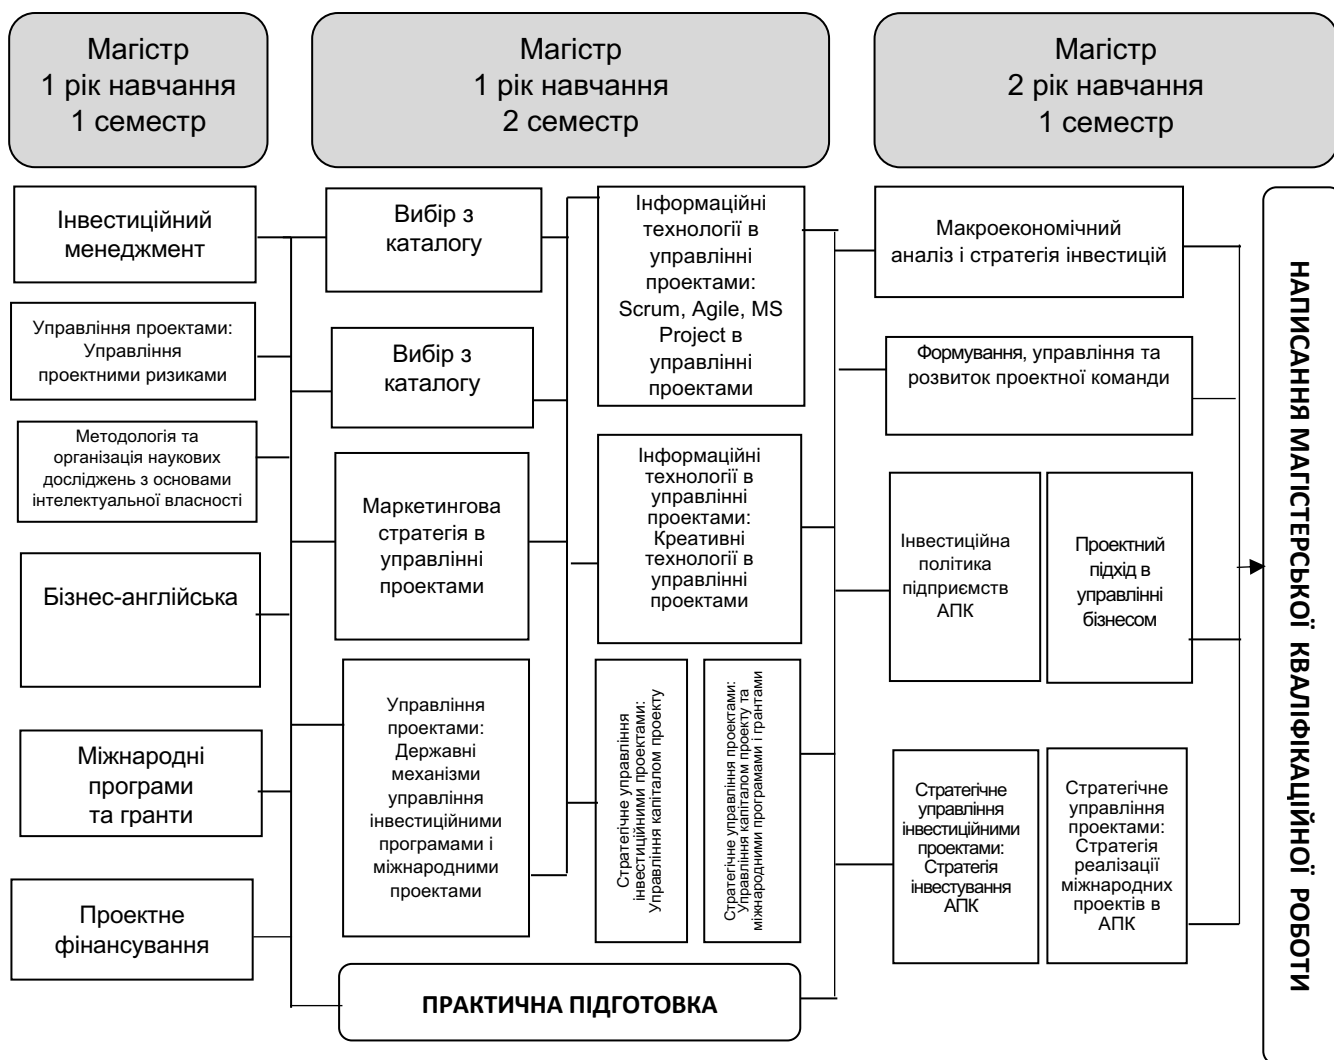 Магістр
1 рік навчання
1 семестр
Магістр
1 рік навчання
2 семестр
Магістр
2 рік навчання
1 семестр
Інвестиційний
менеджмент
Управління проектами:
Управління
проектними ризиками
Методологія та
організація наукових
досліджень з основами
інтелектуальної власності
Бізнес-англійська
Міжнародні
програми
та гранти
Проектне
фінансування
Вибір з
каталогу
Вибір з
каталогу
Маркетингова
стратегія в
управлінні
проектами
Управління
проектами:
Державні
механізми
управління
інвестиційними
програмами і
міжнародними
проектами
Інформаційні
технології в
управлінні
проектами:
Scrum, Agile, MS
Project в
управлінні
проектами
Інформаційні
технології в
управлінні
проектами:
Креативні
технології в
управлінні
проектами
Стратегічне управління
інвестиційними проектами:
Управління капіталом проекту
Стратегічне управління проектами:
Управління капіталом проекту та
міжнародними програмами і грантами
ПРАКТИЧНА ПІДГОТОВКА
Макроекономічний
аналіз і стратегія інвестицій
Формування, управління та
розвиток проектної команди
Інвестиційна
політика
підприємств
АПК
Проектний
підхід в
управлінні
бізнесом
Стратегічне
управління
інвестиційними
проектами:
Стратегія
інвестування
АПК
Стратегічне
управління
проектами:
Стратегія
реалізації
міжнародних
проектів в
АПК
НАПИСАННЯ МАГІСТЕРСЬКОЇ КВАЛІФІКАЦІЙНОЇ РОБОТИ